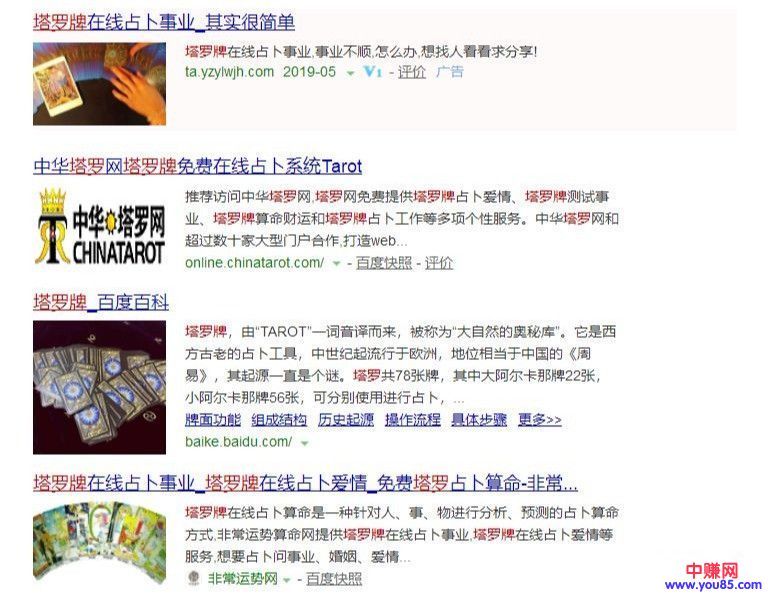 塔罗牌在线占卜事业_其实很简单
塔罗牌在线占卜事业,事业不顺,怎么办,想找人看看求分享!
ta.yzylwjh.com 2019-05 V1 - 评价 广告
中华塔罗网塔罗牌免费在线占卜系统Tarot
中华塔罗网
CHINATAROT
推荐访问中华塔罗网,塔罗网免费提供塔罗牌占卜爱情、塔罗牌测试事
业、塔罗牌算命财运和塔罗牌占卜工作等多项个性服务。中华塔罗网和
超过数十家大型门户合作,打造web...
online.chinatarot.com/ - 百度快照 - 评价
塔罗牌_百度百科
塔罗牌，由“TAROT”一词音译而来，被称为“大自然的奥秘库”。它是西
方古老的占卜工具，中世纪起流行于欧洲，地位相当于中国的《周
易》，其起源一直是个谜。塔罗共78张牌，其中大阿尔卡那牌22张，
小阿尔卡那牌56张，可分别使用进行占卜，...
牌面功能 组成结构 历史起源 操作流程 具体步骤 更多>>
baike.baidu.com/
塔罗牌在线占卜事业_塔罗牌在线占卜爱情_免费塔罗占卜算命-非常...
塔罗牌在线占卜算命是一种针对人、事、物进行分析、预测的占卜算命
方式,非常运势算命网提供塔罗牌在线占卜事业,塔罗牌在线占卜爱情等
服务,想要占卜问事业、婚姻、爱情...
非常运势网 - 百度快照
中赚网
www.you85.com